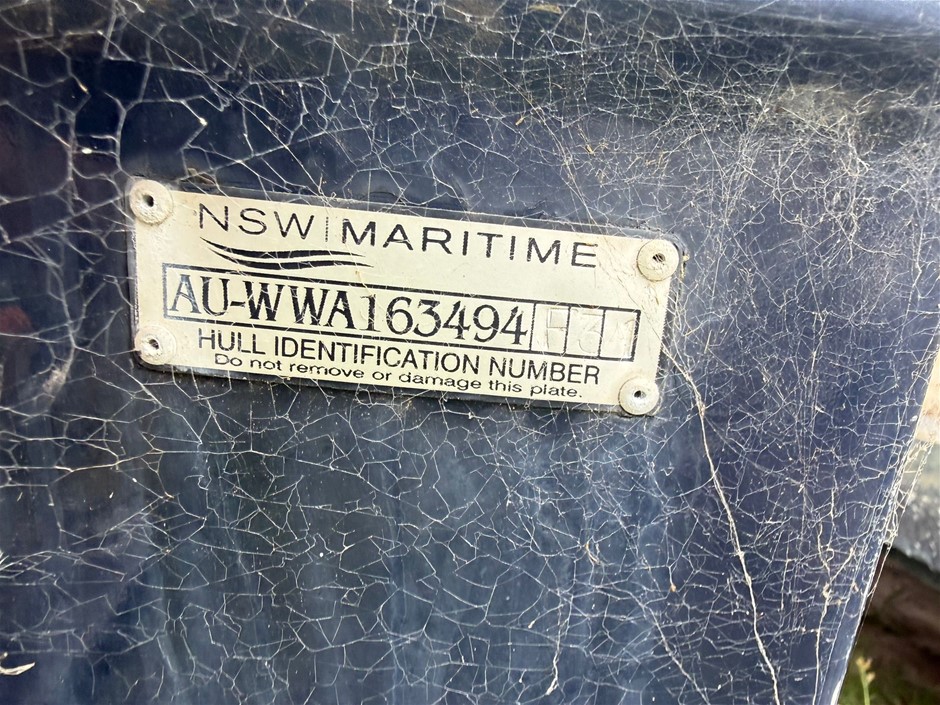 NSW MARITIME
AU-WWA163494
HULL IDENTIFICATION NUMBER
Do not remove or damage this plate.